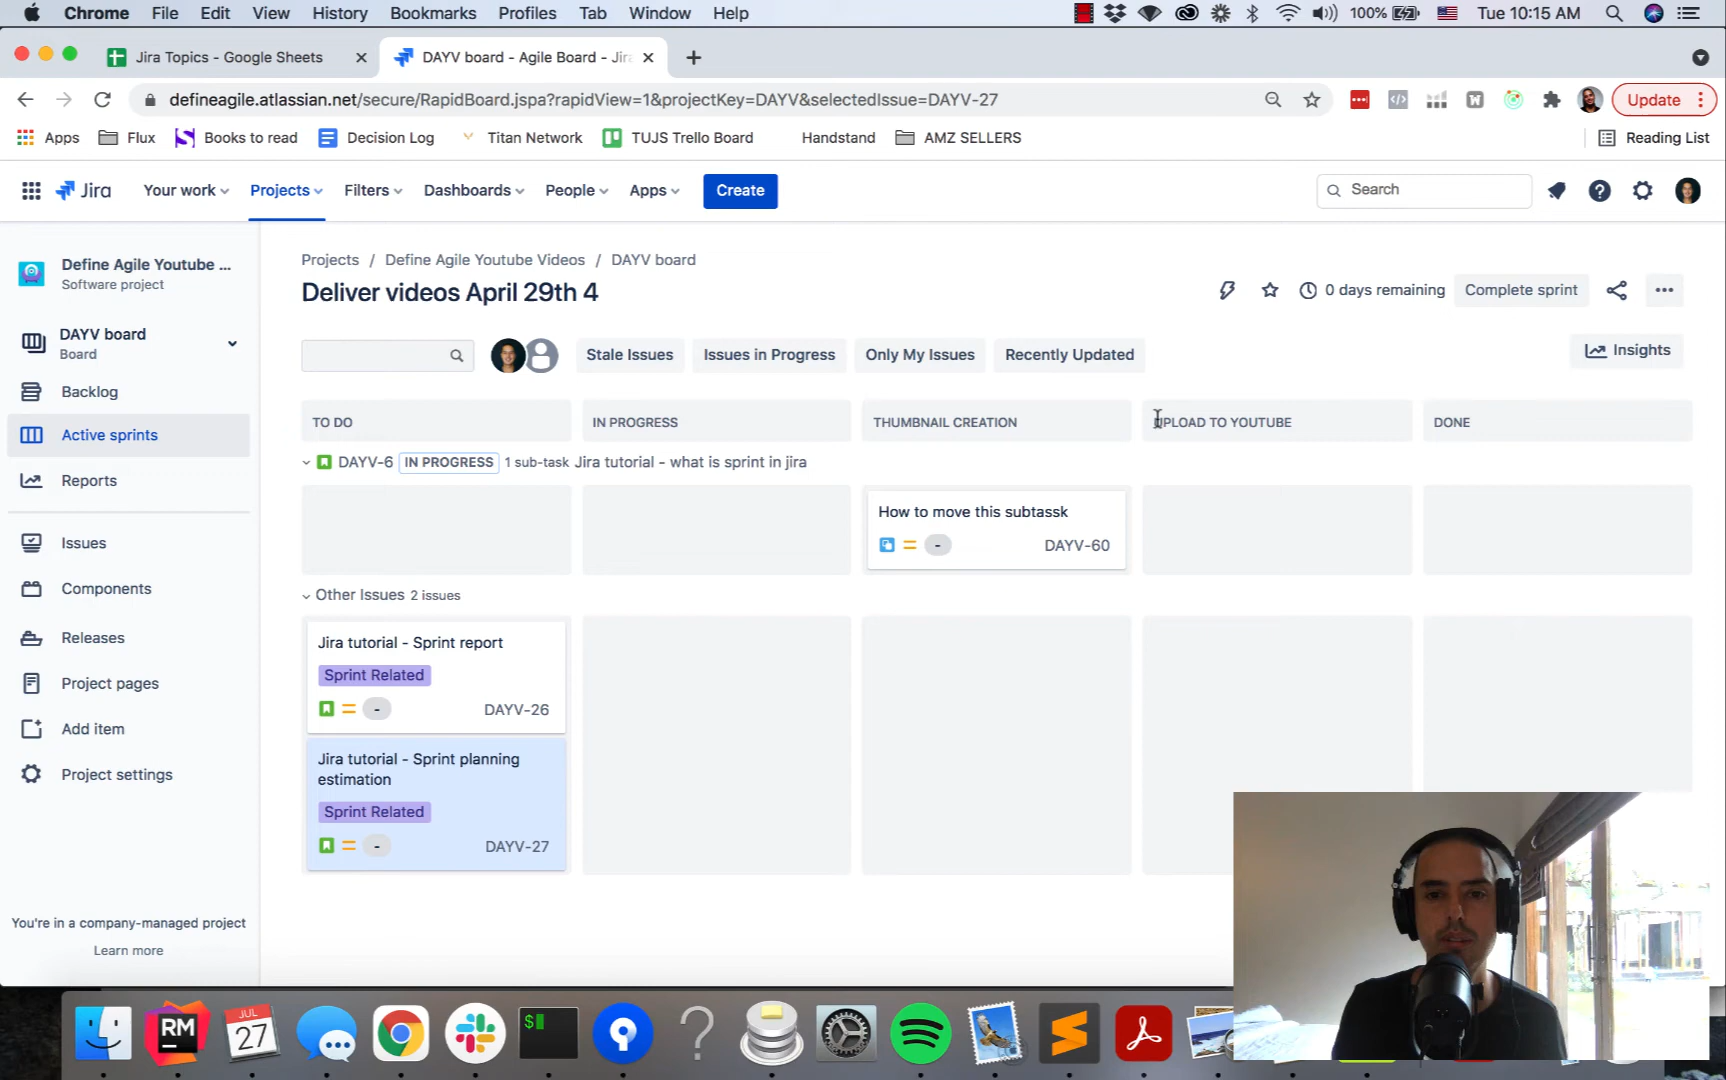 Chrome File Edit View History Bookmarks Profiles Tab Window Help
100% Tue 10:15 AM
Jira Topics - Google Sheets
DAYV board - Agile Board - Jira
defineagile.atlassian.net/secure/RapidBoard.jspa?rapidView=1&projectKey=DAYV&selectedIssue=DAYV-27
Update
Apps Flux Books to read Decision Log Titan Network TUJS Trello Board Handstand AMZ SELLERS Reading List
Jira Your work Projects Filters Dashboards People Apps Create Search
Define Agile Youtube ...
Software project
DAYV board
Board
Backlog
Active sprints
Reports
Issues
Components
Releases
Project pages
Add item
Project settings
You're in a company-managed project
Learn more
Projects / Define Agile Youtube Videos / DAYV board
Deliver videos April 29th 4
0 days remaining Complete sprint
Stale Issues Issues in Progress Only My Issues Recently Updated
Insights
TO DO IN PROGRESS THUMBNAIL CREATION UPLOAD TO YOUTUBE DONE
DAYV-6 IN PROGRESS 1 sub-task Jira tutorial - what is sprint in jira
How to move this subtassk
- DAYV-60
Other Issues 2 issues
Jira tutorial - Sprint report
Sprint Related
- DAYV-26
Jira tutorial - Sprint planning
estimation
Sprint Related
- DAYV-27
RM
JUL
27
$